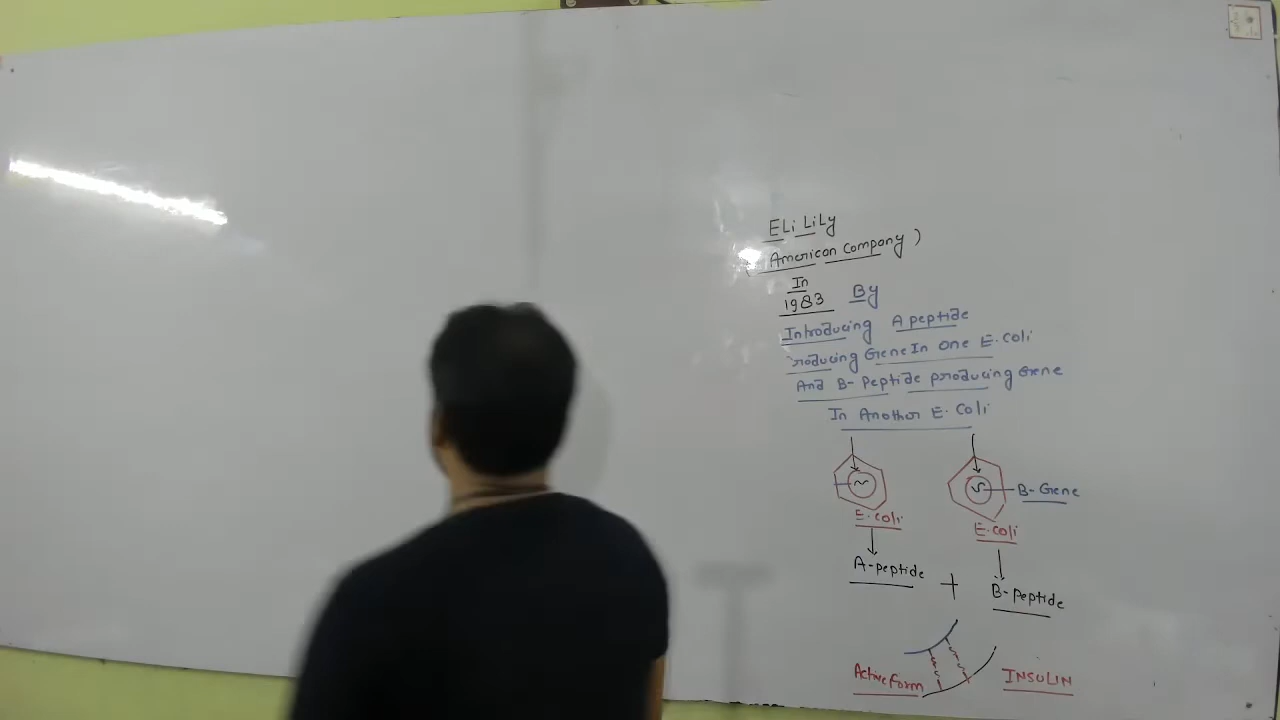 ELi LiLy
( American Company )
In
1983 By
Introducing A peptide
roducing Gene In one E. coli
And B- Peptide producing Gene
In Another E. Coli
B- Gene
E. coli
E. coli
A- peptide + B- Peptide
Active form
INSULIN